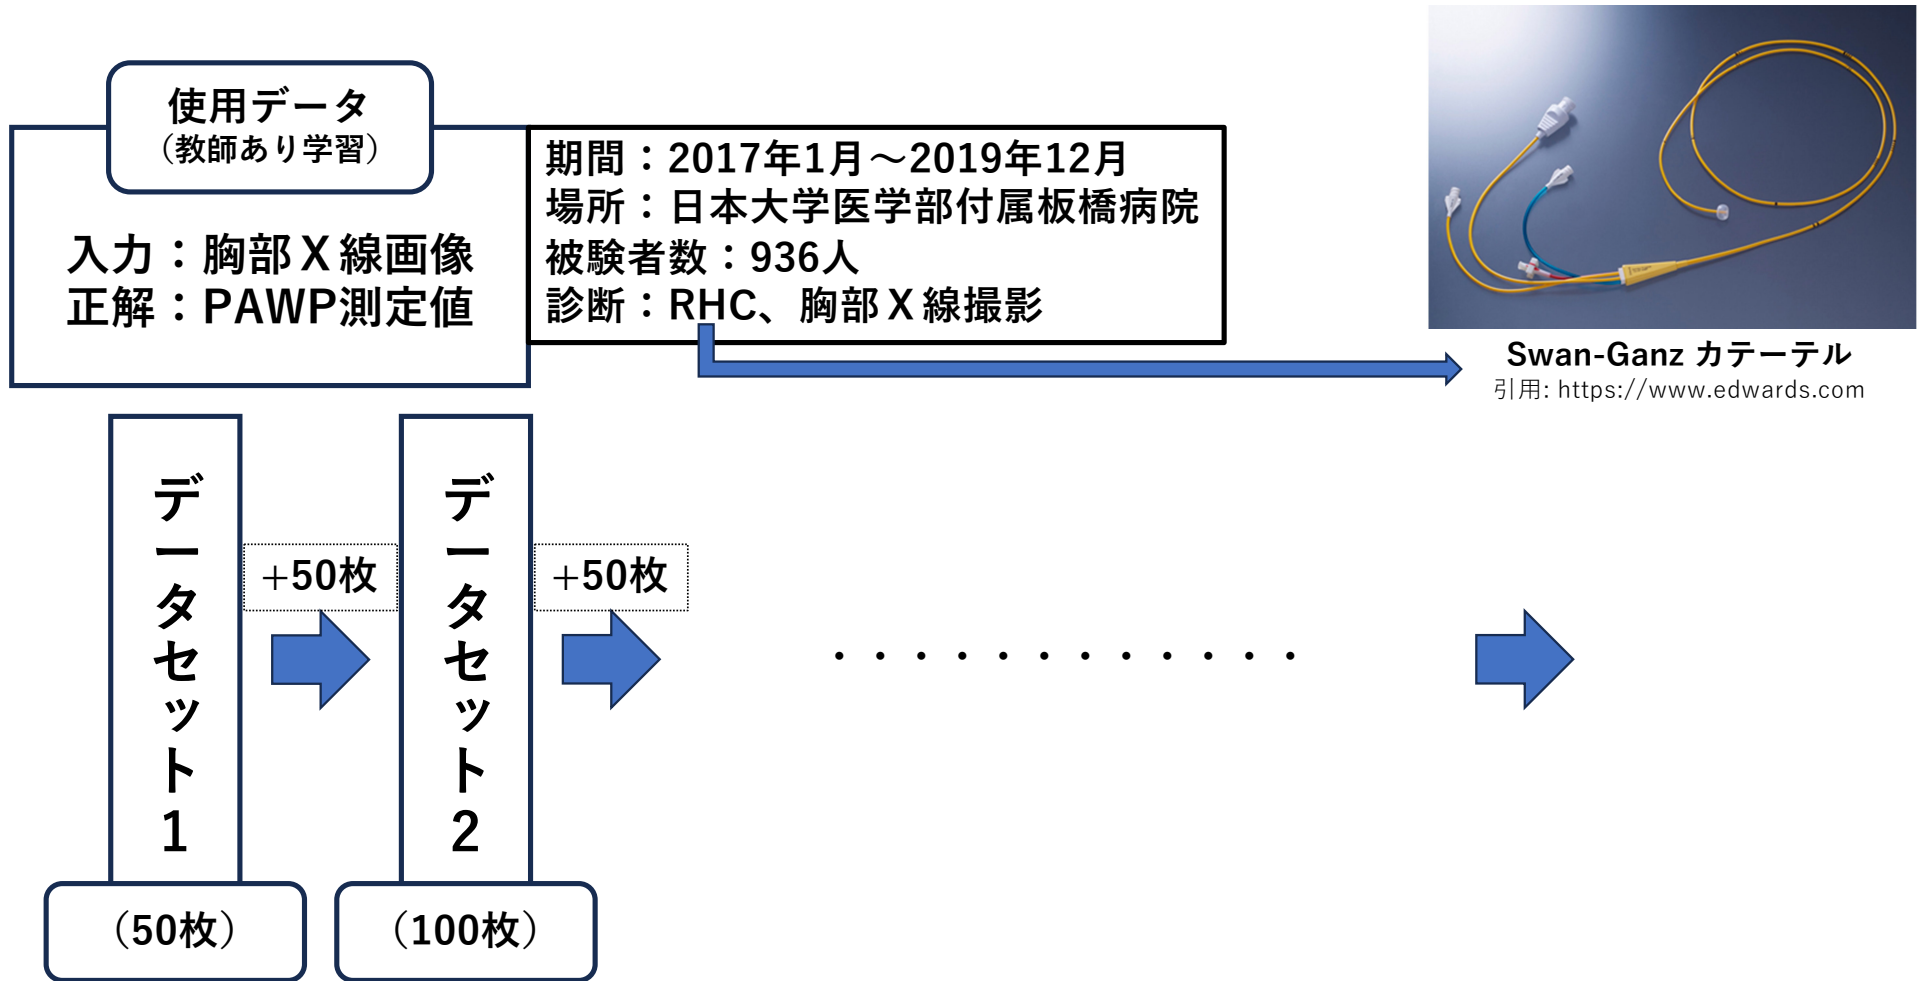 使用データ
（教師あり学習）
入力：胸部Ｘ線画像
正解：PAWP測定値
期間：2017年1月～2019年12月
場所：日本大学医学部付属板橋病院
被験者数：936人
診断：RHC、胸部Ｘ線撮影
Swan-Ganz カテーテル
引用: https://www.edwards.com
データセット1
+50枚
データセット2
+50枚
・・・・・・・・・・・・
（50枚）
（100枚）